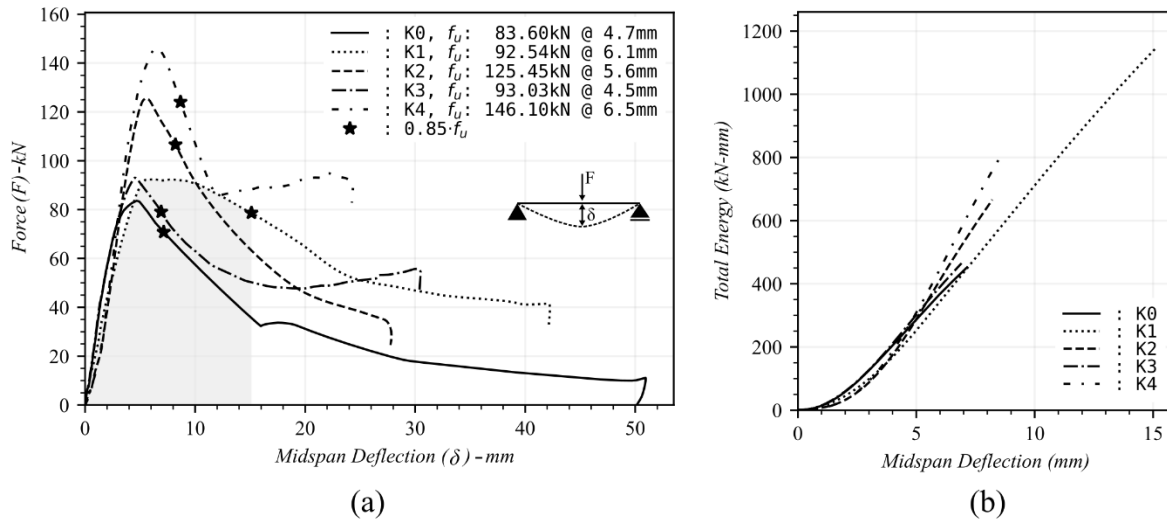 160
140
120
100
80
60
40
20
0
Force (F) -kN
: K0, fu: 83.60kN @ 4.7mm
: K1, fu: 92.54kN @ 6.1mm
: K2, fu: 125.45kN @ 5.6mm
: K3, fu: 93.03kN @ 4.5mm
: K4, fu: 146.10kN @ 6.5mm
: 0.85·fu
F
δ
0 10 20 30 40 50
Midspan Deflection (δ) -mm
(a)
1200
1000
800
600
400
200
0
Total Energy (kN-mm)
: K0
: K1
: K2
: K3
: K4
0 5 10 15
Midspan Deflection (mm)
(b)